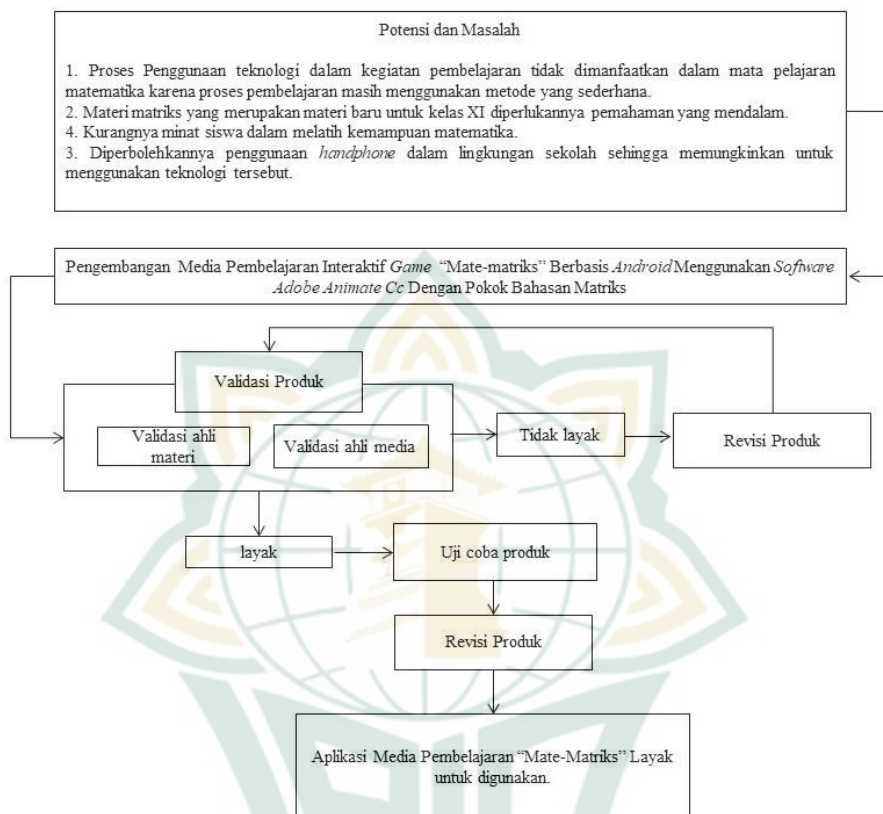 Potensi dan Masalah
1. Proses Penggunaan teknologi dalam kegiatan pembelajaran tidak dimanfaatkan dalam mata pelajaran
matematika karena proses pembelajaran masih menggunakan metode yang sederhana.
2. Materi matriks yang merupakan materi baru untuk kelas XI diperlukannya pemahaman yang mendalam.
4. Kurangnya minat siswa dalam melatih kemampuan matematika.
3. Diperbolehkannya penggunaan handphone dalam lingkungan sekolah sehingga memungkinkan untuk
menggunakan teknologi tersebut.
Pengembangan Media Pembelajaran Interaktif Game “Mate-matriks” Berbasis Android Menggunakan Software
Adobe Animate Cc Dengan Pokok Bahasan Matriks
Validasi Produk
Validasi ahli
materi
Validasi ahli media
Tidak layak
Revisi Produk
layak
Uji coba produk
Revisi Produk
Aplikasi Media Pembelajaran “Mate-Matriks” Layak
untuk digunakan.